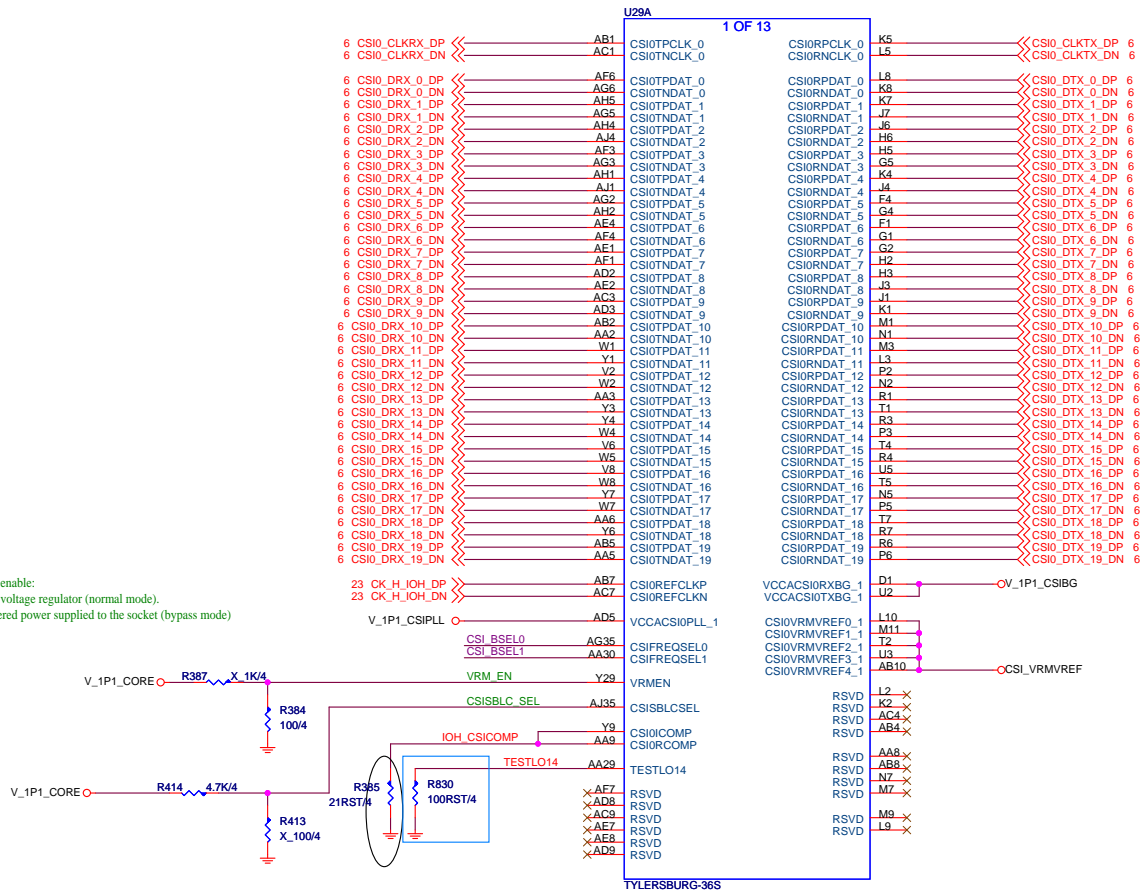 U29A
1 OF 13
6 CSI0_CLKRX_DP AB1 CSI0TPCLK_0 CSI0RPCLK_0 K5 CSI0_CLKTX_DP 6
6 CSI0_CLKRX_DN AC1 CSI0TNCLK_0 CSI0RNCLK_0 L5 CSI0_CLKTX_DN 6
6 CSI0_DRX_0_DP AF6 CSI0TPDAT_0 CSI0RPDAT_0 L8 CSI0_DTX_0_DP 6
6 CSI0_DRX_0_DN AG6 CSI0TNDAT_0 CSI0RNDAT_0 K8 CSI0_DTX_0_DN 6
6 CSI0_DRX_1_DP AH5 CSI0TPDAT_1 CSI0RPDAT_1 K7 CSI0_DTX_1_DP 6
6 CSI0_DRX_1_DN AG5 CSI0TNDAT_1 CSI0RNDAT_1 J7 CSI0_DTX_1_DN 6
6 CSI0_DRX_2_DP AH4 CSI0TPDAT_2 CSI0RPDAT_2 J6 CSI0_DTX_2_DP 6
6 CSI0_DRX_2_DN AJ4 CSI0TNDAT_2 CSI0RNDAT_2 H6 CSI0_DTX_2_DN 6
6 CSI0_DRX_3_DP AF3 CSI0TPDAT_3 CSI0RPDAT_3 H5 CSI0_DTX_3_DP 6
6 CSI0_DRX_3_DN AG3 CSI0TNDAT_3 CSI0RNDAT_3 G5 CSI0_DTX_3_DN 6
6 CSI0_DRX_4_DP AH1 CSI0TPDAT_4 CSI0RPDAT_4 K4 CSI0_DTX_4_DP 6
6 CSI0_DRX_4_DN AJ1 CSI0TNDAT_4 CSI0RNDAT_4 J4 CSI0_DTX_4_DN 6
6 CSI0_DRX_5_DP AG2 CSI0TPDAT_5 CSI0RPDAT_5 F4 CSI0_DTX_5_DP 6
6 CSI0_DRX_5_DN AH2 CSI0TNDAT_5 CSI0RNDAT_5 G4 CSI0_DTX_5_DN 6
6 CSI0_DRX_6_DP AE4 CSI0TPDAT_6 CSI0RPDAT_6 F1 CSI0_DTX_6_DP 6
6 CSI0_DRX_6_DN AF4 CSI0TNDAT_6 CSI0RNDAT_6 G1 CSI0_DTX_6_DN 6
6 CSI0_DRX_7_DP AE1 CSI0TPDAT_7 CSI0RPDAT_7 G2 CSI0_DTX_7_DP 6
6 CSI0_DRX_7_DN AF1 CSI0TNDAT_7 CSI0RNDAT_7 H2 CSI0_DTX_7_DN 6
6 CSI0_DRX_8_DP AD2 CSI0TPDAT_8 CSI0RPDAT_8 H3 CSI0_DTX_8_DP 6
6 CSI0_DRX_8_DN AE2 CSI0TNDAT_8 CSI0RNDAT_8 J3 CSI0_DTX_8_DN 6
6 CSI0_DRX_9_DP AC3 CSI0TPDAT_9 CSI0RPDAT_9 J1 CSI0_DTX_9_DP 6
6 CSI0_DRX_9_DN AD3 CSI0TNDAT_9 CSI0RNDAT_9 K1 CSI0_DTX_9_DN 6
6 CSI0_DRX_10_DP AB2 CSI0TPDAT_10 CSI0RPDAT_10 M1 CSI0_DTX_10_DP 6
6 CSI0_DRX_10_DN AA2 CSI0TNDAT_10 CSI0RNDAT_10 N1 CSI0_DTX_10_DN 6
6 CSI0_DRX_11_DP W1 CSI0TPDAT_11 CSI0RPDAT_11 M3 CSI0_DTX_11_DP 6
6 CSI0_DRX_11_DN Y1 CSI0TNDAT_11 CSI0RNDAT_11 L3 CSI0_DTX_11_DN 6
6 CSI0_DRX_12_DP V2 CSI0TPDAT_12 CSI0RPDAT_12 P2 CSI0_DTX_12_DP 6
6 CSI0_DRX_12_DN W2 CSI0TNDAT_12 CSI0RNDAT_12 N2 CSI0_DTX_12_DN 6
6 CSI0_DRX_13_DP AA3 CSI0TPDAT_13 CSI0RPDAT_13 R1 CSI0_DTX_13_DP 6
6 CSI0_DRX_13_DN Y3 CSI0TNDAT_13 CSI0RNDAT_13 T1 CSI0_DTX_13_DN 6
6 CSI0_DRX_14_DP Y4 CSI0TPDAT_14 CSI0RPDAT_14 R3 CSI0_DTX_14_DP 6
6 CSI0_DRX_14_DN W4 CSI0TNDAT_14 CSI0RNDAT_14 P3 CSI0_DTX_14_DN 6
6 CSI0_DRX_15_DP V6 CSI0TPDAT_15 CSI0RPDAT_15 T4 CSI0_DTX_15_DP 6
6 CSI0_DRX_15_DN W5 CSI0TNDAT_15 CSI0RNDAT_15 R4 CSI0_DTX_15_DN 6
6 CSI0_DRX_16_DP V8 CSI0TPDAT_16 CSI0RPDAT_16 U5 CSI0_DTX_16_DP 6
6 CSI0_DRX_16_DN W8 CSI0TNDAT_16 CSI0RNDAT_16 T5 CSI0_DTX_16_DN 6
6 CSI0_DRX_17_DP Y7 CSI0TPDAT_17 CSI0RPDAT_17 N5 CSI0_DTX_17_DP 6
6 CSI0_DRX_17_DN W7 CSI0TNDAT_17 CSI0RNDAT_17 P5 CSI0_DTX_17_DN 6
6 CSI0_DRX_18_DP AA6 CSI0TPDAT_18 CSI0RPDAT_18 T7 CSI0_DTX_18_DP 6
6 CSI0_DRX_18_DN Y6 CSI0TNDAT_18 CSI0RNDAT_18 R7 CSI0_DTX_18_DN 6
6 CSI0_DRX_19_DP AB5 CSI0TPDAT_19 CSI0RPDAT_19 R6 CSI0_DTX_19_DP 6
6 CSI0_DRX_19_DN AA5 CSI0TNDAT_19 CSI0RNDAT_19 P6 CSI0_DTX_19_DN 6
enable:
voltage regulator (normal mode).
ered power supplied to the socket (bypass mode)
23 CK_H_IOH_DP AB7 CSI0REFCLKP VCCACSI0RXBG_1 D1 V_1P1_CSIBG
23 CK_H_IOH_DN AC7 CSI0REFCLKN VCCACSI0TXBG_1 U2
V_1P1_CSIPLL AD5 VCCACSI0PLL_1 CSI0VRMVREF0_1 L10
CSI0VRMVREF1_1 M11
CSI_BSEL0 AG35 CSIFREQSEL0 CSI0VRMVREF2_1 T2
CSI_BSEL1 AA30 CSIFREQSEL1 CSI0VRMVREF3_1 U3
CSI0VRMVREF4_1 AB10 CSI_VRMVREF
V_1P1_CORE R387 X_1K/4 VRM_EN Y29 VRMEN
RSVD L2
CSISBLC_SEL AJ35 CSISBLCSEL RSVD K2
R384
100/4
RSVD AC4
RSVD AB4
Y9 CSI0ICOMP
IOH_CSICOMP AA9 CSI0RCOMP
RSVD AA8
TESTLO14 AA29 TESTLO14 RSVD AB8
RSVD N7
RSVD M7
V_1P1_CORE R414 4.7K/4
R385
21RST/4
R830
100RST/4
AF7 RSVD
AD8 RSVD
AC9 RSVD RSVD M9
AE7 RSVD RSVD L9
AE8 RSVD
AD9 RSVD
R413
X_100/4
TYLERSBURG-36S